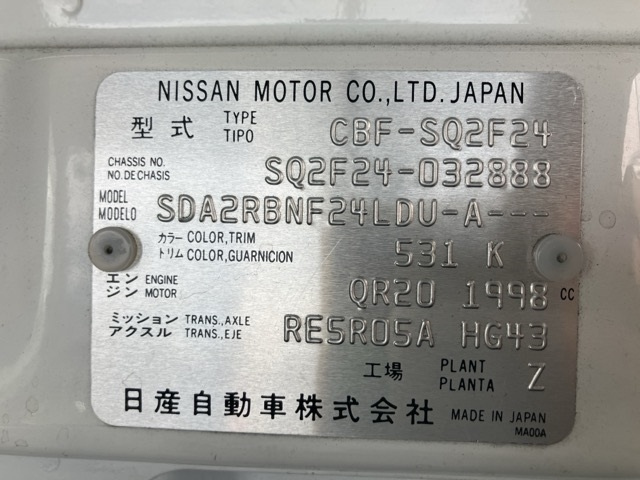 NISSAN MOTOR CO.,LTD. JAPAN
型式 TYPE TIPO CBF-SQ2F24
CHASSIS NO. NO. DE CHASIS SQ2F24-032888
MODEL MODELO SDA2RBNF24LDU-A---
カラー COLOR,TRIM
トリム COLOR,GUARNICION 531 K
エンジン ENGINE MOTOR QR20 1998 CC
ミッション TRANS.,AXLE
アクスル TRANS.,EJE RE5R05A HG43
工場 PLANT PLANTA Z
日産自動車株式会社 MADE IN JAPAN
MA00A